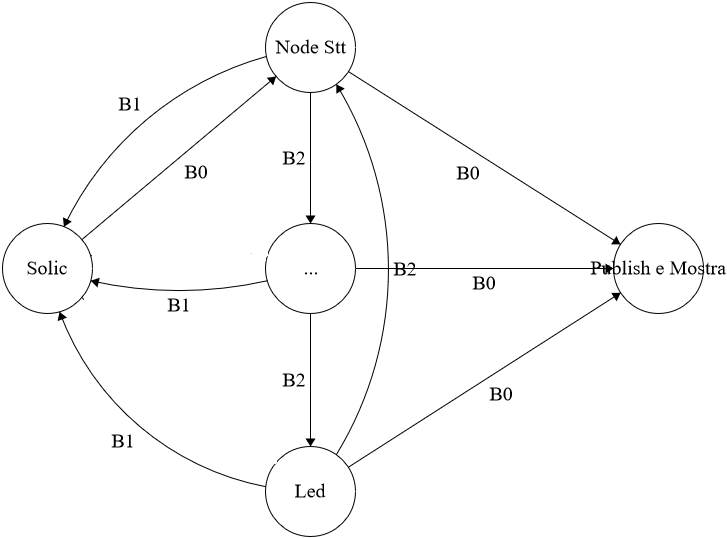 Node Stt
B1
B0
B2
B0
Solic
...
B2
Publish e Mostra
B0
B1
B2
B0
B1
Led